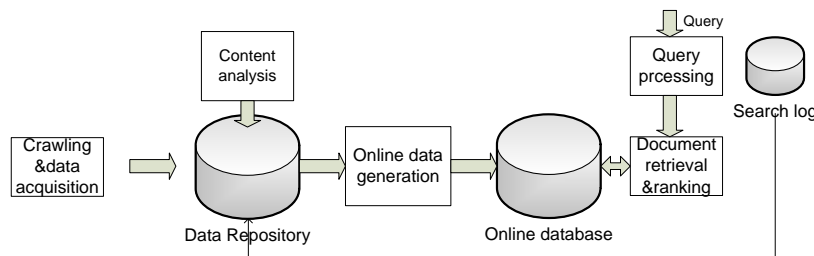 Query
Content
analysis
Query
prcessing
Search log
Crawling
&data
acquisition
Online data
generation
Document
retrieval
&ranking
Data Repository
Online database